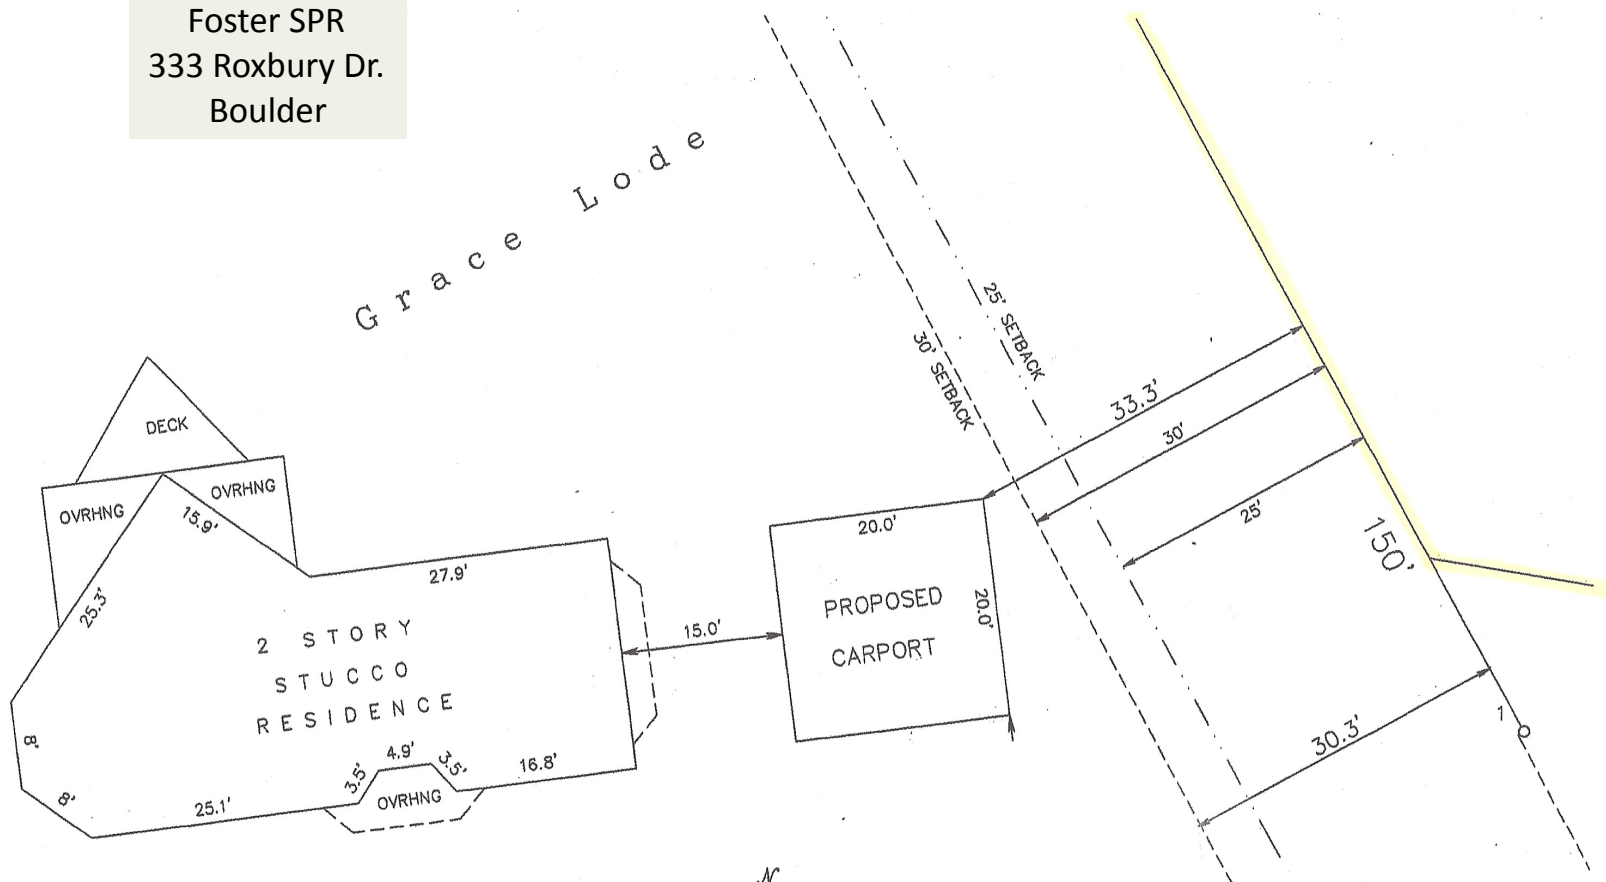 Foster SPR
333 Roxbury Dr.
Boulder
Grace Lode
25' SETBACK
30' SETBACK
33.3'
30'
25'
150'
30.3'
1
DECK
OVRHNG
OVRHNG
15.9'
25.3'
27.9'
2 STORY
STUCCO
RESIDENCE
8'
8'
25.1'
3.5'
4.9'
3.5'
OVRHNG
16.8'
15.0'
20.0'
20.0'
PROPOSED
CARPORT
N